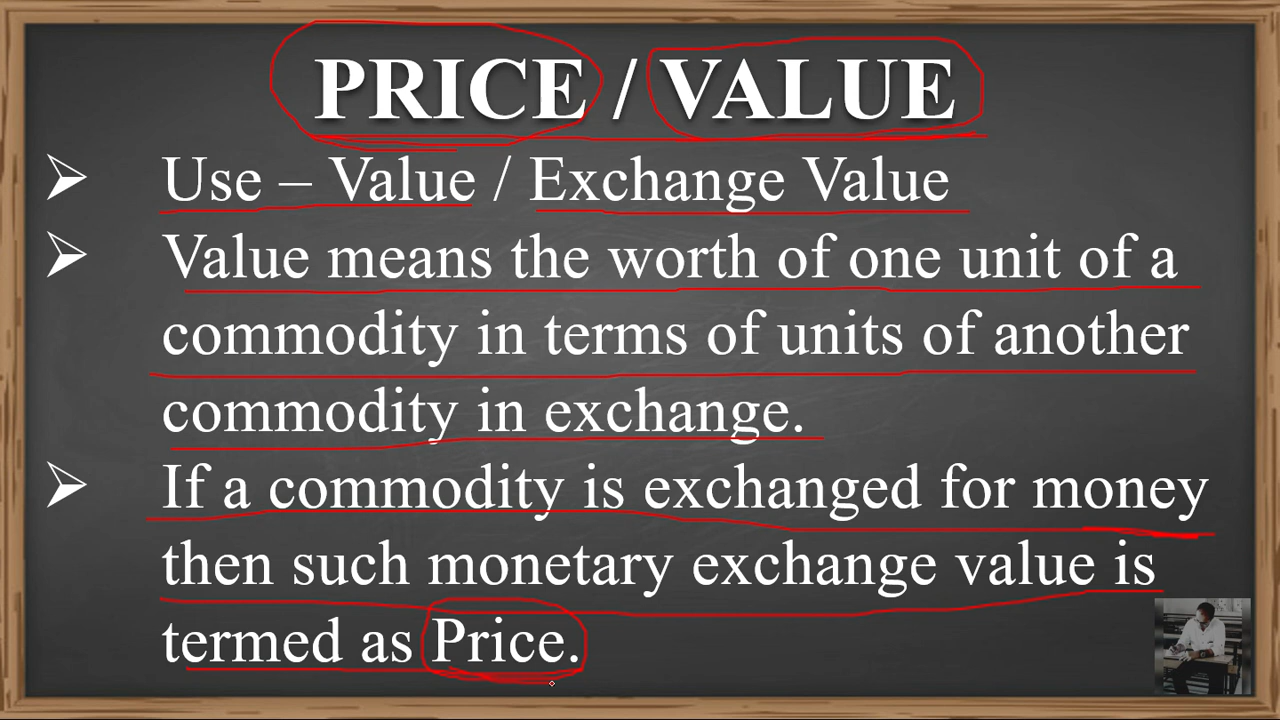 PRICE / VALUE
Use – Value / Exchange Value
Value means the worth of one unit of a
commodity in terms of units of another
commodity in exchange.
If a commodity is exchanged for money
then such monetary exchange value is
termed as Price.